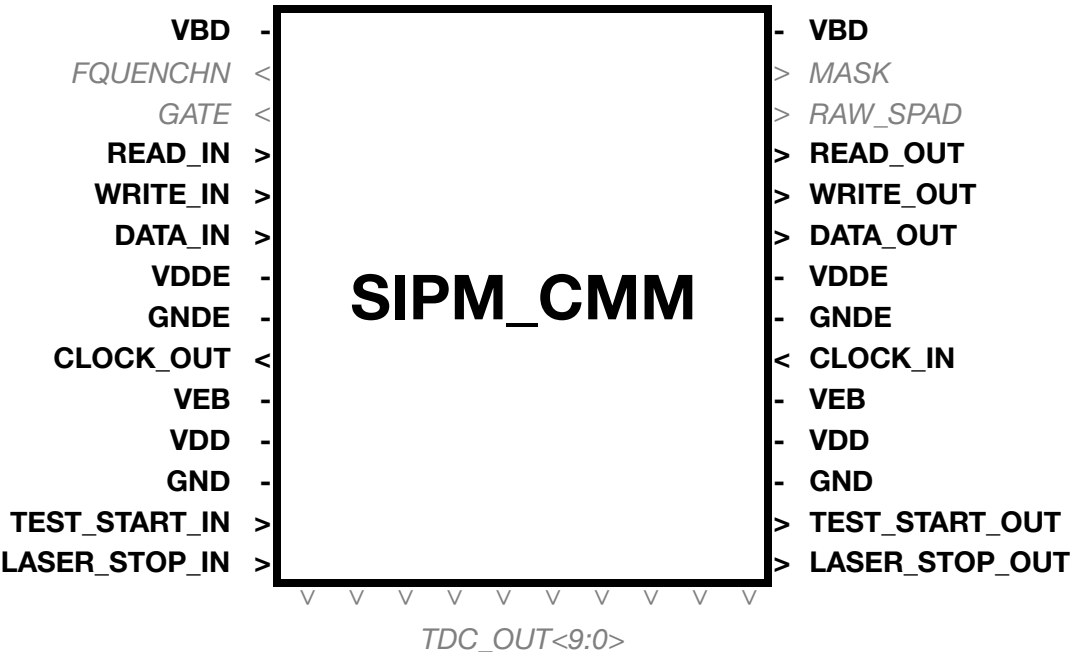 VBD - - VBD
FQUENCHN < > MASK
GATE < > RAW_SPAD
READ_IN > > READ_OUT
WRITE_IN > > WRITE_OUT
DATA_IN > > DATA_OUT
VDDE - - VDDE
SIPM_CMM
GNDE - - GNDE
CLOCK_OUT < < CLOCK_IN
VEB - - VEB
VDD - - VDD
GND - - GND
TEST_START_IN > > TEST_START_OUT
LASER_STOP_IN > > LASER_STOP_OUT
V V V V V V V V V V
TDC_OUT<9:0>